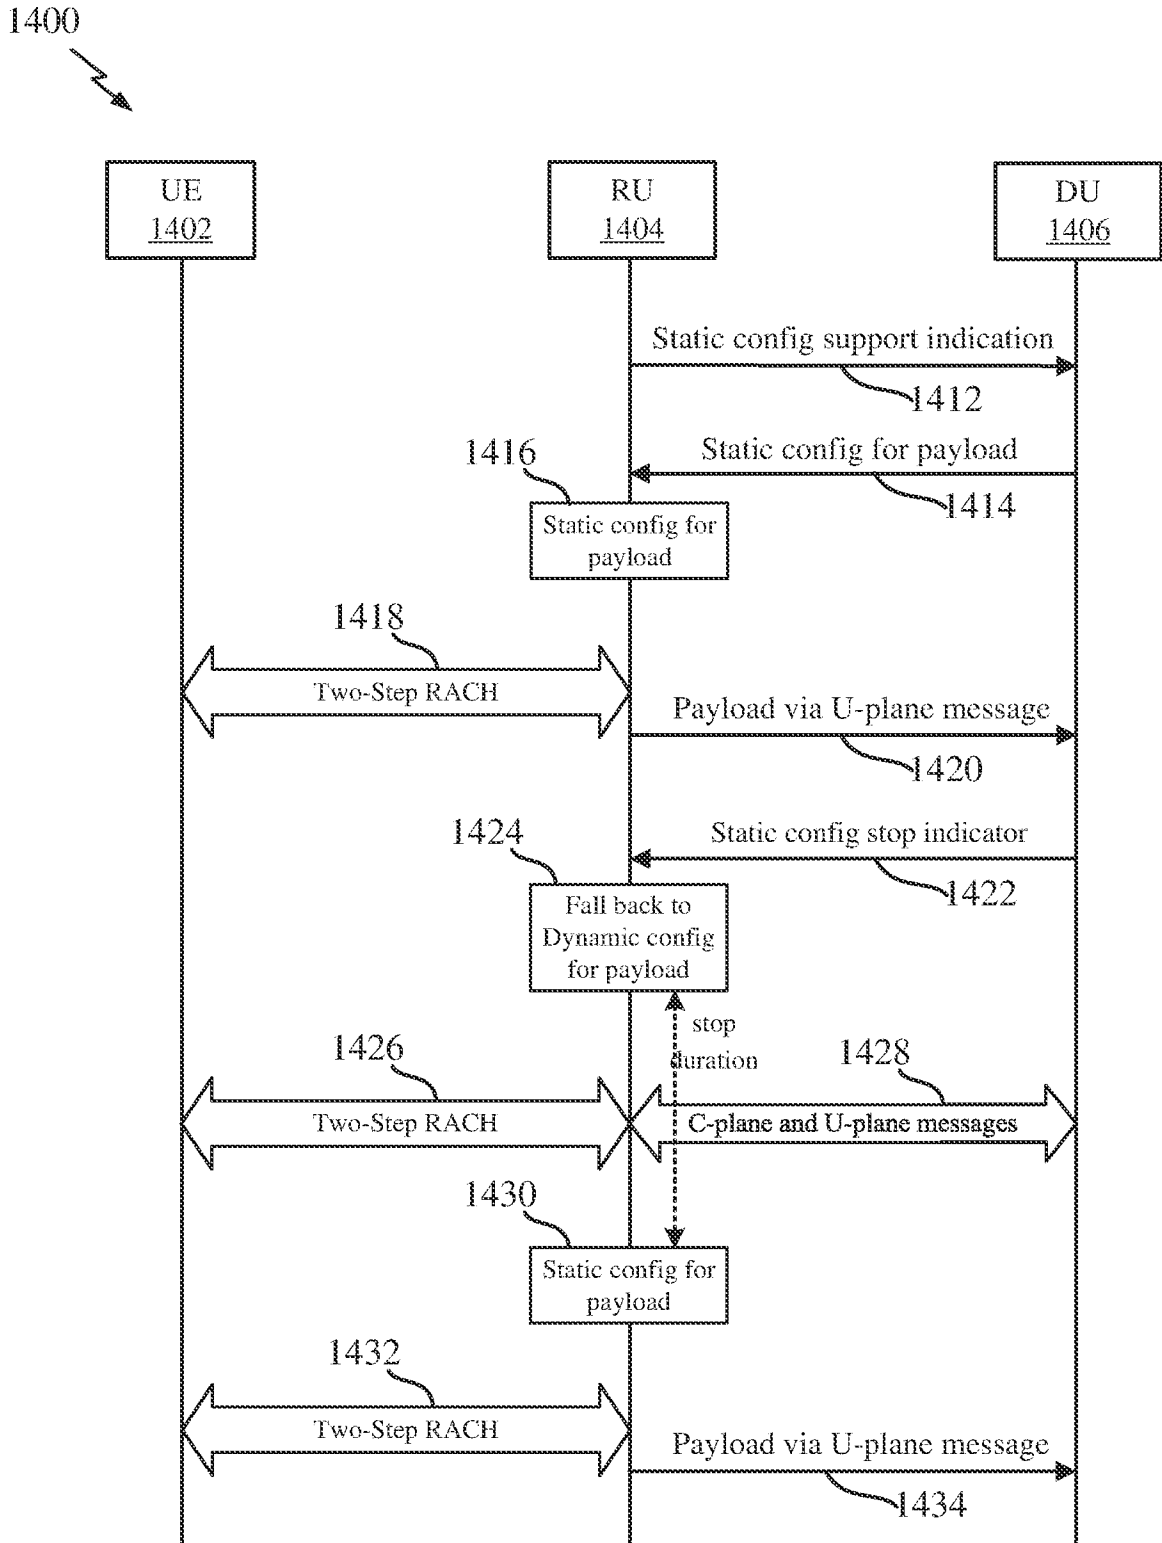 1400
UE
1402
RU
1404
DU
1406
Static config support indication
1412
Static config for payload
1414
1416
Static config for
payload
1418
Two-Step RACH
Payload via U-plane message
1420
Static config stop indicator
1422
1424
Fall back to
Dynamic config
for payload
stop
duration
1426
Two-Step RACH
1428
C-plane and U-plane messages
1430
Static config for
payload
1432
Two-Step RACH
Payload via U-plane message
1434